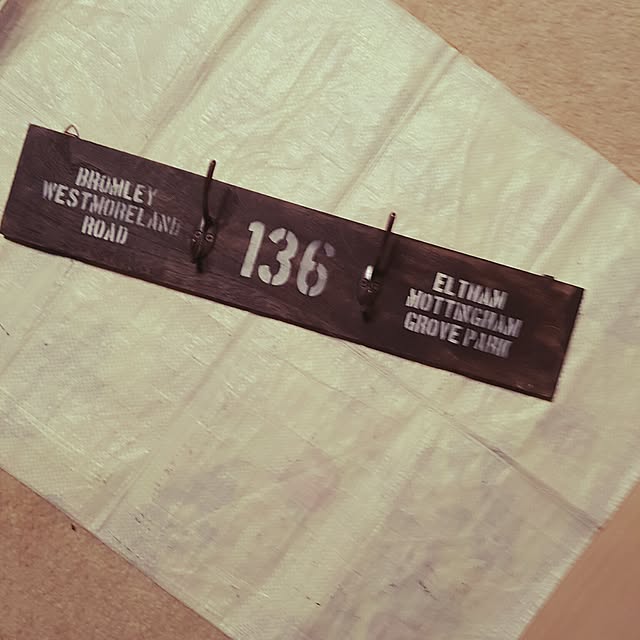 BROMLEY
WESTMORELAND
ROAD
136
ELTHAM
MOTTINGHAM
GROVE PARK